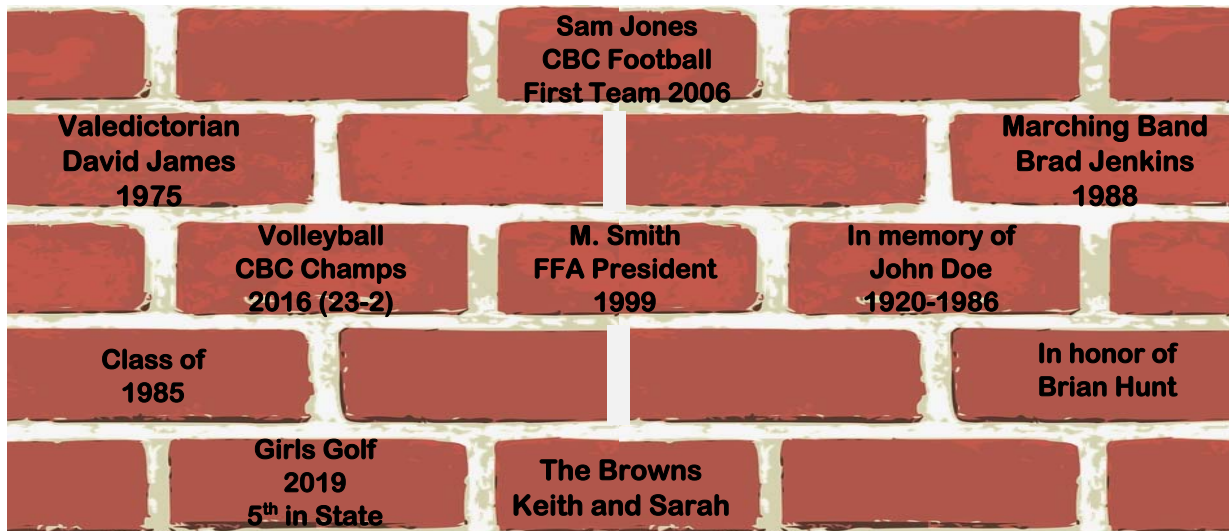 Sam Jones
CBC Football
First Team 2006
Valedictorian
David James
1975
Marching Band
Brad Jenkins
1988
Volleyball
CBC Champs
2016 (23-2)
M. Smith
FFA President
1999
In memory of
John Doe
1920-1986
Class of
1985
In honor of
Brian Hunt
Girls Golf
2019
5th in State
The Browns
Keith and Sarah